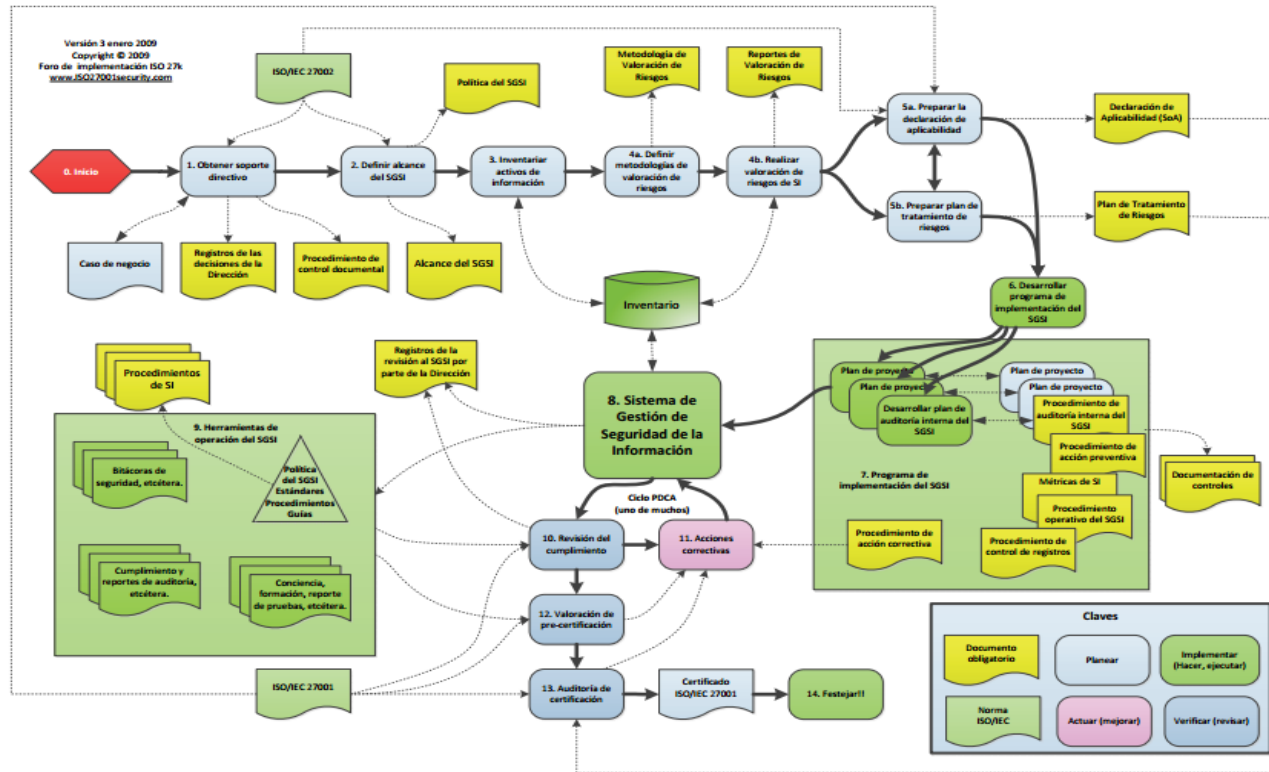 Versión 3 enero 2009
Copyright © 2009
Foro de implementación ISO 27k
www.ISO27001security.com
ISO/IEC 27002
Política del SGSI
Metodología de
Valoración de
Riesgos
Reportes de
Valoración de
Riesgos
0. Inicio
1. Obtener soporte
directivo
2. Definir alcance
del SGSI
3. Inventariar
activos de
información
4a. Definir
metodologías de
valoración de
riesgos
4b. Realizar
valoración de
riesgos de SI
5a. Preparar la
declaración de
aplicabilidad
Declaración de
Aplicabilidad (SoA)
5b. Preparar plan de
tratamiento de
riesgos
Plan de Tratamiento
de Riesgos
Caso de negocio
Registros de las
decisiones de la
Dirección
Procedimiento
de control
documental
Alcance del SGSI
Inventario
6. Desarrollar
programa de
implementación del
SGSI
Registros de la
revisión al SGSI por
parte de la Dirección
Procedimientos
de SI
9. Herramientas de
operación del SGSI
Bitácoras de
seguridad, etcétera.
Política
del SGSI
Estándares
Procedimientos
Guías
Cumplimiento y
reportes de auditoría,
etcétera.
Conciencia,
formación, reporte
de pruebas, etcétera.
8. Sistema de
Gestión de
Seguridad de la
Información
Ciclo PDCA
(uno de muchos)
Plan de proyecto
Plan de proyecto
Desarrollar plan de
auditoría interna del
SGSI
Plan de proyecto
Plan de proyecto
Procedimiento de
auditoría interna del
SGSI
Procedimiento de
acción preventiva
7. Programa de
implementación del SGSI
Métricas de SI
Procedimiento
operativo del SGSI
Procedimiento de
control de registros
Procedimiento de
acción correctiva
Documentación de
controles
10. Revisión del
cumplimiento
11. Acciones
correctivas
12. Valoración de
pre-certificación
ISO/IEC 27001
13. Auditoría de
certificación
Certificado
ISO/IEC 27001
14. Festejar!!
Claves
Documento
obligatorio
Planear
Implementar
(Hacer, ejecutar)
Norma
ISO/IEC
Actuar (mejorar)
Verificar (revisar)